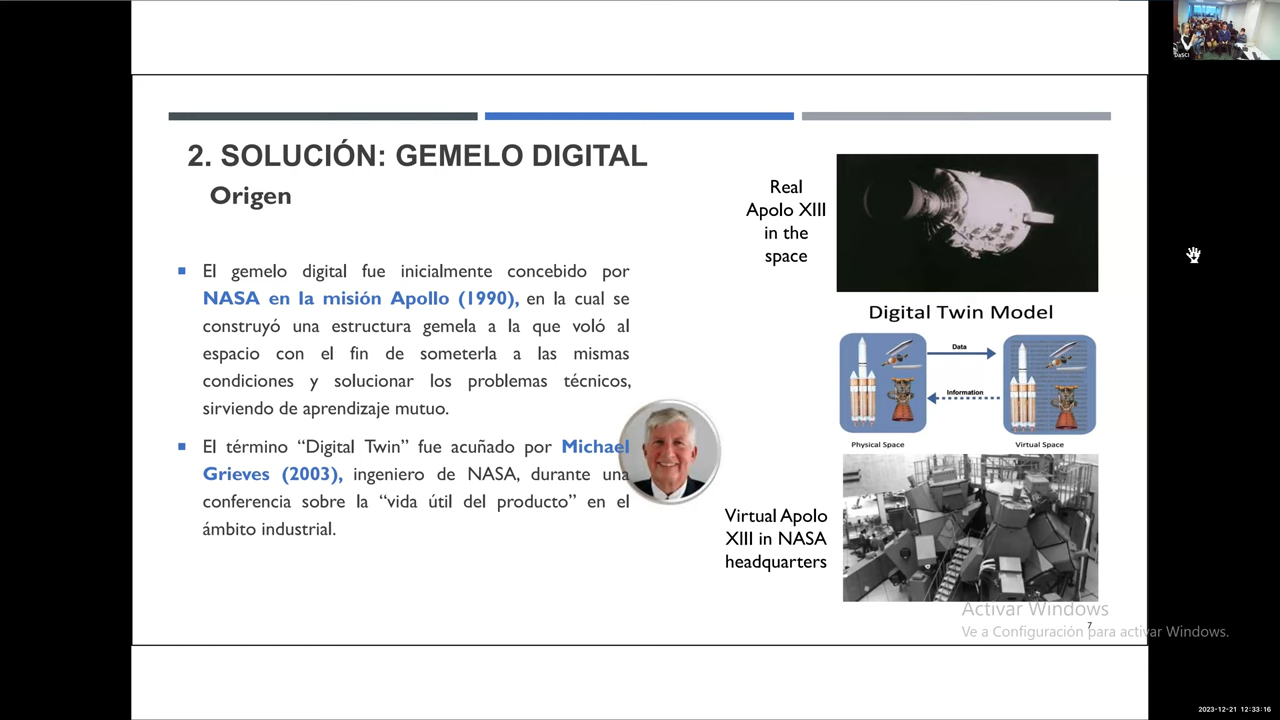 2. SOLUCIÓN: GEMELO DIGITAL
Origen
El gemelo digital fue inicialmente concebido por
NASA en la misión Apollo (1990), en la cual se
construyó una estructura gemela a la que voló al
espacio con el fin de someterla a las mismas
condiciones y solucionar los problemas técnicos,
sirviendo de aprendizaje mutuo.
El término “Digital Twin” fue acuñado por Michael
Grieves (2003), ingeniero de NASA, durante una
conferencia sobre la “vida útil del producto” en el
ámbito industrial.
Real
Apolo XIII
in the
space
Digital Twin Model
Data
Information
Physical Space
Virtual Space
Virtual Apolo
XIII in NASA
headquarters
Activar Windows
Ve a Configuración para activar Windows.
7
DaSCI
2023-12-21 12:33:16